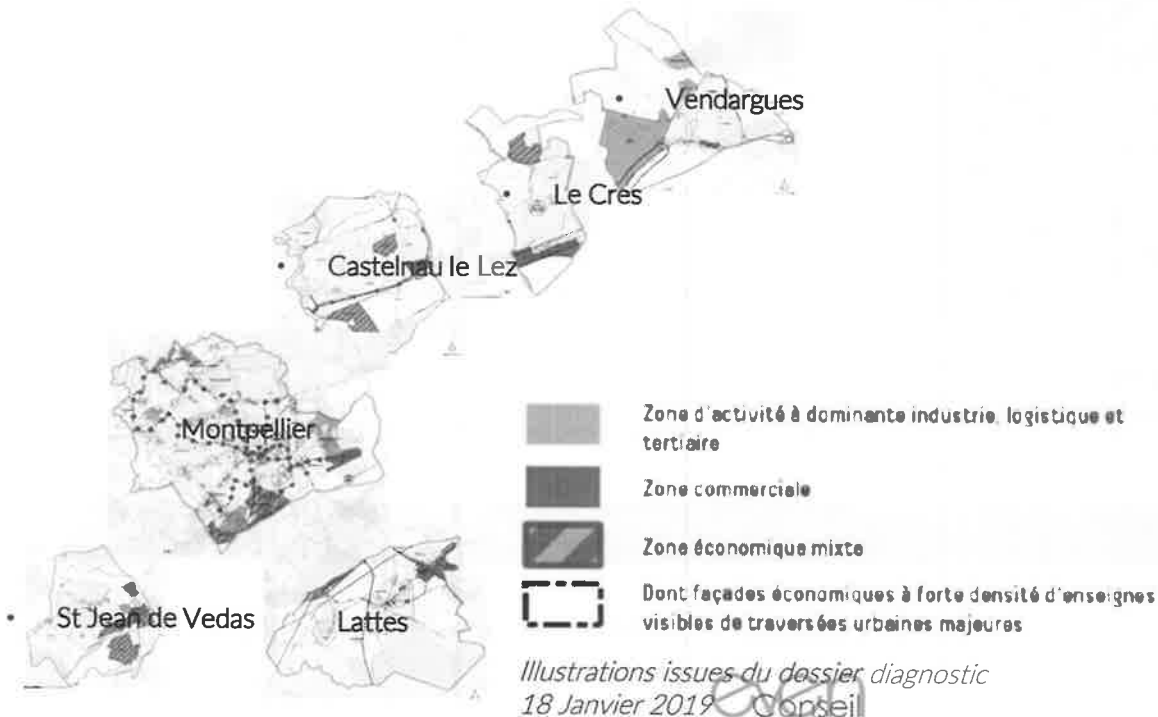 Vendargues
Le Cres
Castelnau le Lez
Montpellier
St Jean de Vedas
Lattes
Zone d'activité à dominante industrie, logistique et
tertiaire
Zone commerciale
Zone économique mixte
Dont façades économiques à forte densité d'enseignes
visibles de traversées urbaines majeures
Illustrations issues du dossier diagnostic
18 Janvier 2019
even
Conseil